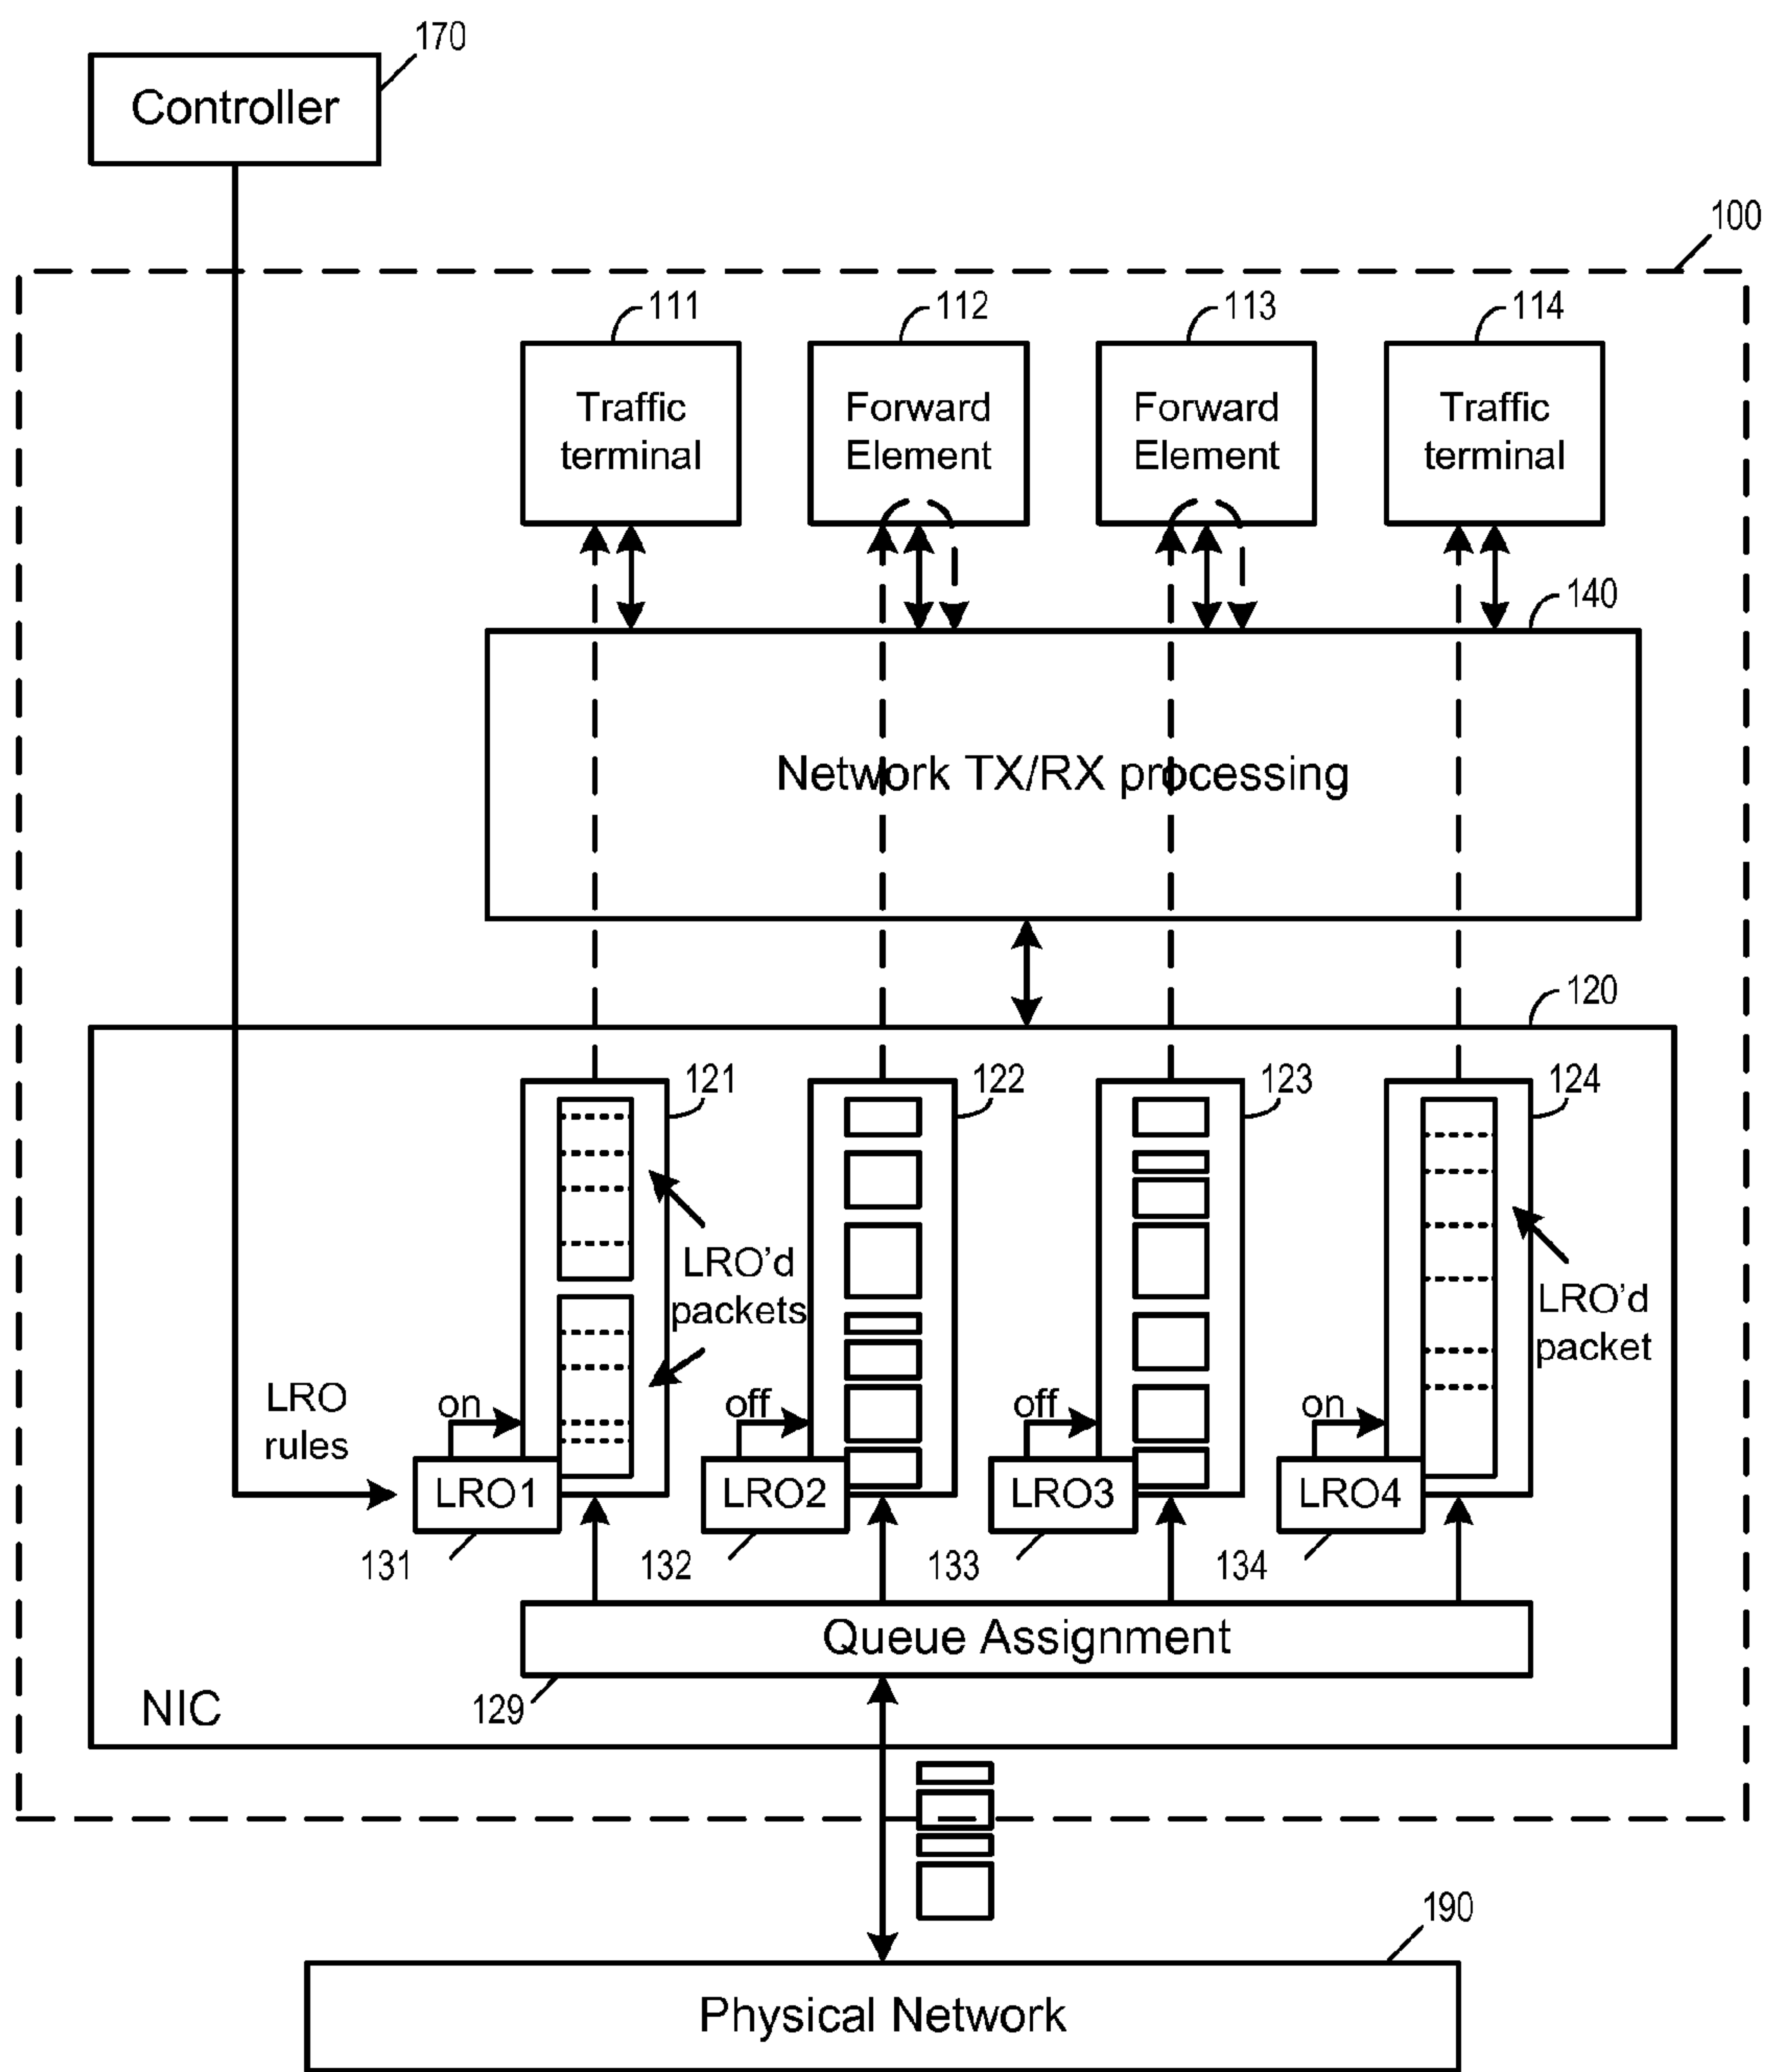 170
Controller
100
111
112
113
114
Traffic
terminal
Forward
Element
Forward
Element
Traffic
terminal
140
Network TX/RX processing
120
121
122
123
124
LRO'd
packets
LRO'd
packet
LRO
rules
on
off
off
on
LRO1
LRO2
LRO3
LRO4
131
132
133
134
Queue Assignment
129
NIC
190
Physical Network